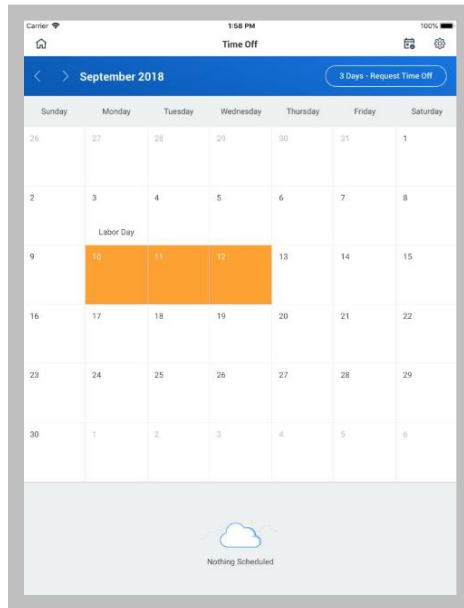 Carrier 1:58 PM 100%
Time Off
September 2018 3 Days - Request Time Off
Sunday Monday Tuesday Wednesday Thursday Friday Saturday
26 27 28 29 30 31 1
2 3 4 5 6 7 8
Labor Day
9 10 11 12 13 14 15
16 17 18 19 20 21 22
23 24 25 26 27 28 29
30 1 2 3 4 5 6
Nothing Scheduled